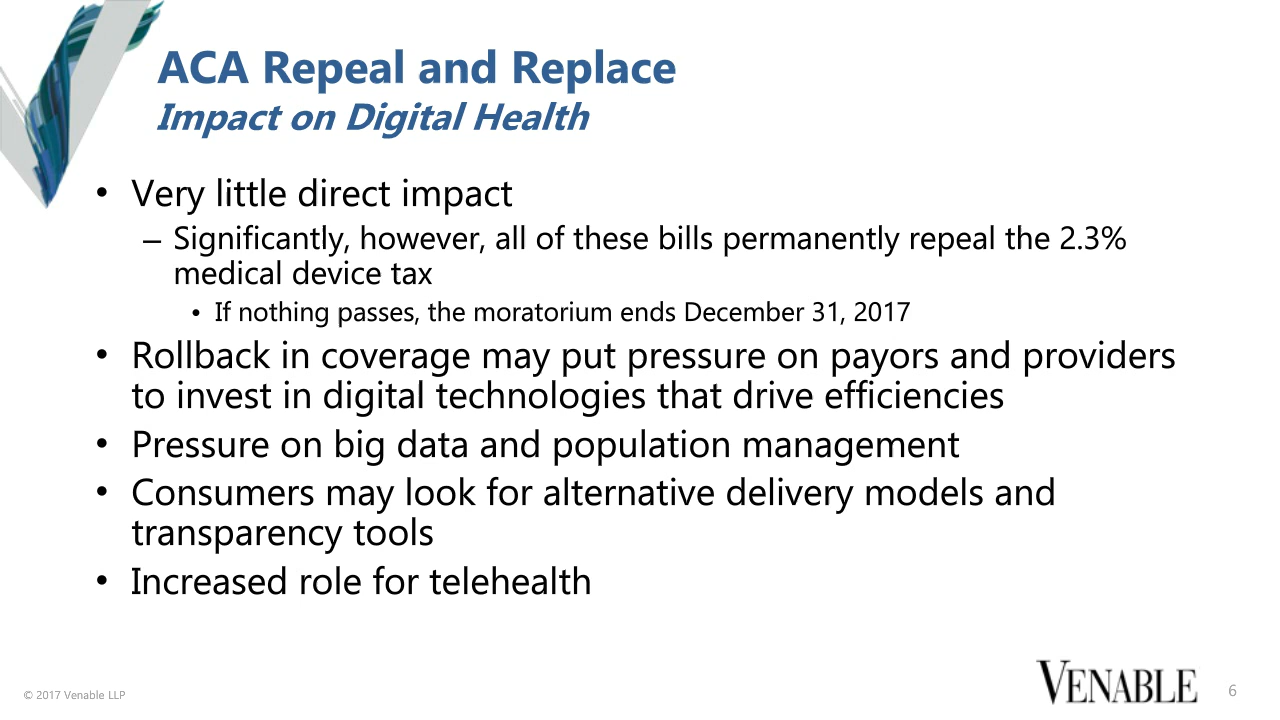 ACA Repeal and Replace
Impact on Digital Health
• Very little direct impact
– Significantly, however, all of these bills permanently repeal the 2.3%
medical device tax
• If nothing passes, the moratorium ends December 31, 2017
• Rollback in coverage may put pressure on payors and providers
to invest in digital technologies that drive efficiencies
• Pressure on big data and population management
• Consumers may look for alternative delivery models and
transparency tools
• Increased role for telehealth
© 2017 Venable LLP
VENABLE
6